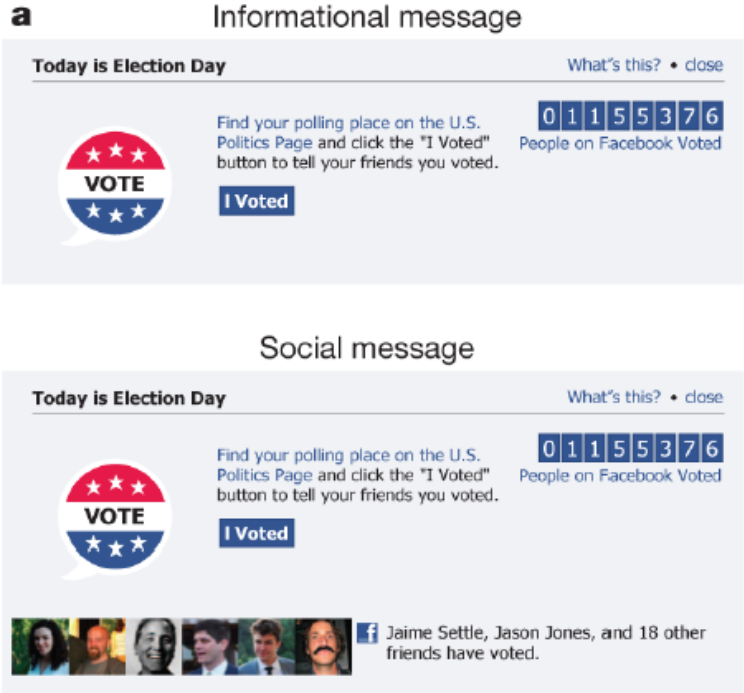 a
Informational message
Today is Election Day
What's this? • close
VOTE
Find your polling place on the U.S.
Politics Page and click the "I Voted"
button to tell your friends you voted.
I Voted
01155376
People on Facebook Voted
Social message
Today is Election Day
What's this? • close
VOTE
Find your polling place on the U.S.
Politics Page and click the "I Voted"
button to tell your friends you voted.
I Voted
01155376
People on Facebook Voted
f
Jaime Settle, Jason Jones, and 18 other
friends have voted.